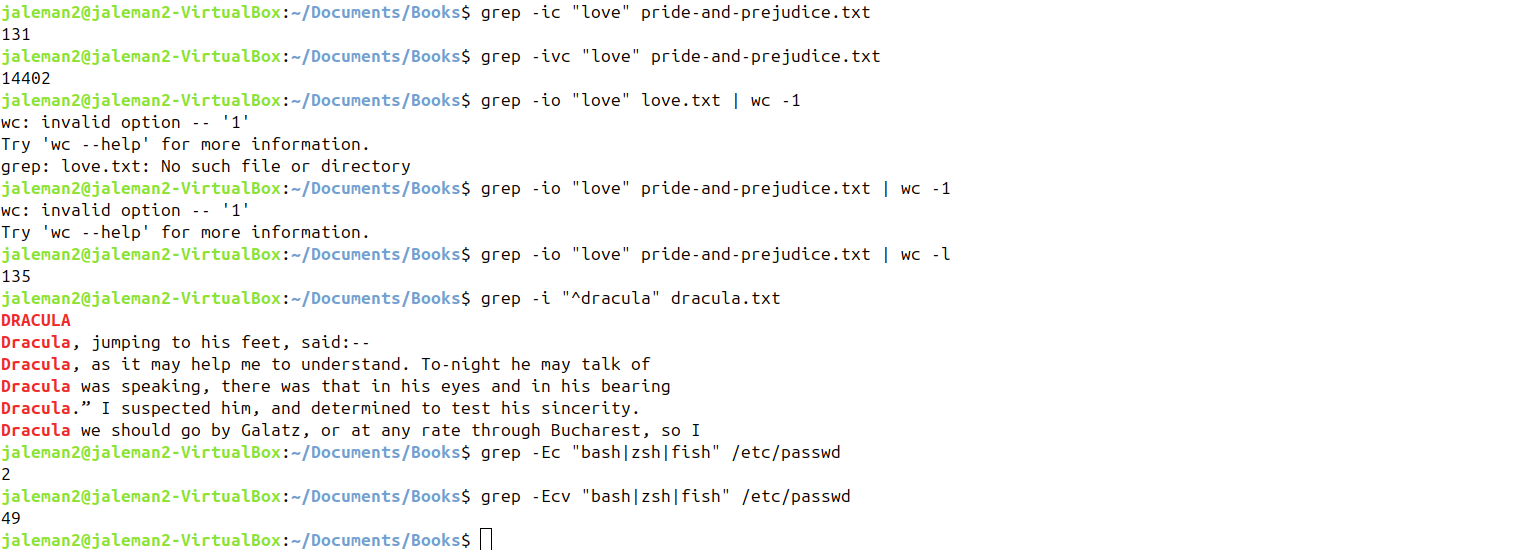 jaleman2@jaleman2-VirtualBox:~/Documents/Books$ grep -ic "love" pride-and-prejudice.txt
131
jaleman2@jaleman2-VirtualBox:~/Documents/Books$ grep -ivc "love" pride-and-prejudice.txt
14402
jaleman2@jaleman2-VirtualBox:~/Documents/Books$ grep -io "love" love.txt | wc -1
wc: invalid option -- '1'
Try 'wc --help' for more information.
grep: love.txt: No such file or directory
jaleman2@jaleman2-VirtualBox:~/Documents/Books$ grep -io "love" pride-and-prejudice.txt | wc -1
wc: invalid option -- '1'
Try 'wc --help' for more information.
jaleman2@jaleman2-VirtualBox:~/Documents/Books$ grep -io "love" pride-and-prejudice.txt | wc -l
135
jaleman2@jaleman2-VirtualBox:~/Documents/Books$ grep -i "^dracula" dracula.txt
DRACULA
Dracula, jumping to his feet, said:--
Dracula, as it may help me to understand. To-night he may talk of
Dracula was speaking, there was that in his eyes and in his bearing
Dracula.” I suspected him, and determined to test his sincerity.
Dracula we should go by Galatz, or at any rate through Bucharest, so I
jaleman2@jaleman2-VirtualBox:~/Documents/Books$ grep -Ec "bash|zsh|fish" /etc/passwd
2
jaleman2@jaleman2-VirtualBox:~/Documents/Books$ grep -Ecv "bash|zsh|fish" /etc/passwd
49
jaleman2@jaleman2-VirtualBox:~/Documents/Books$